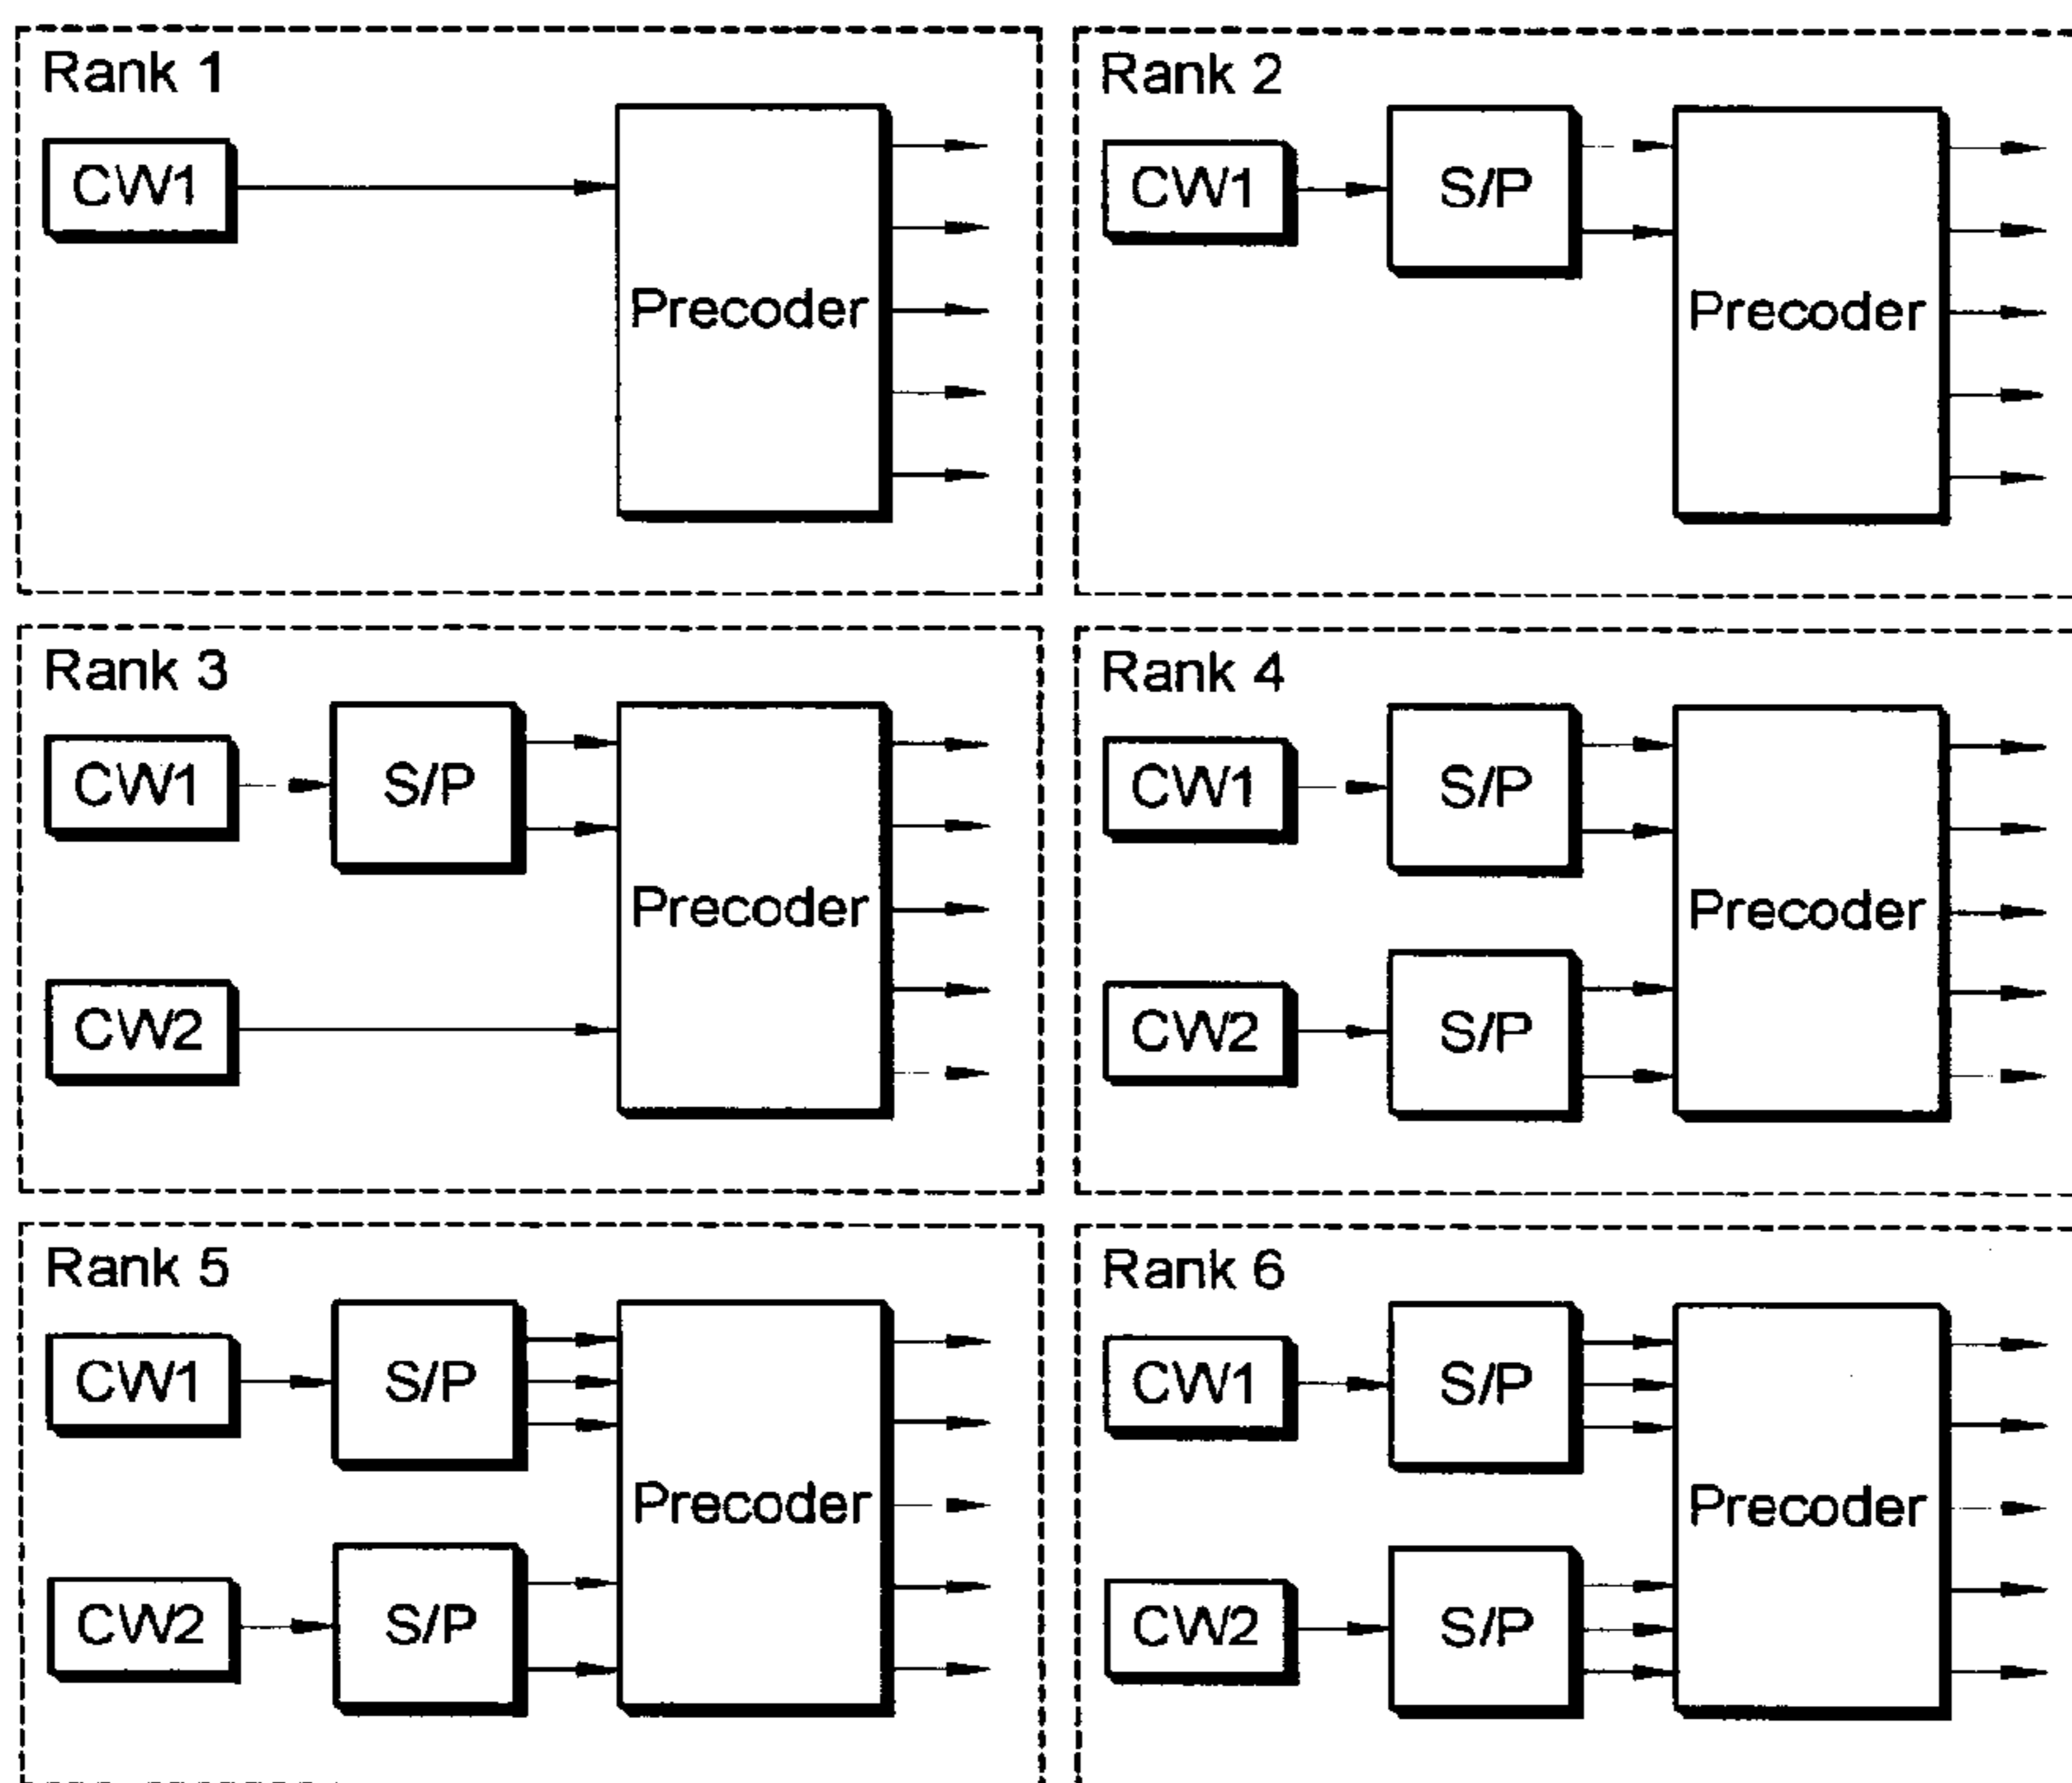 Rank 1
CW1
Precoder
Rank 2
CW1
S/P
Precoder
Rank 3
CW1
S/P
Precoder
CW2
Rank 4
CW1
S/P
Precoder
CW2
S/P
Rank 5
CW1
S/P
Precoder
CW2
S/P
Rank 6
CW1
S/P
Precoder
CW2
S/P